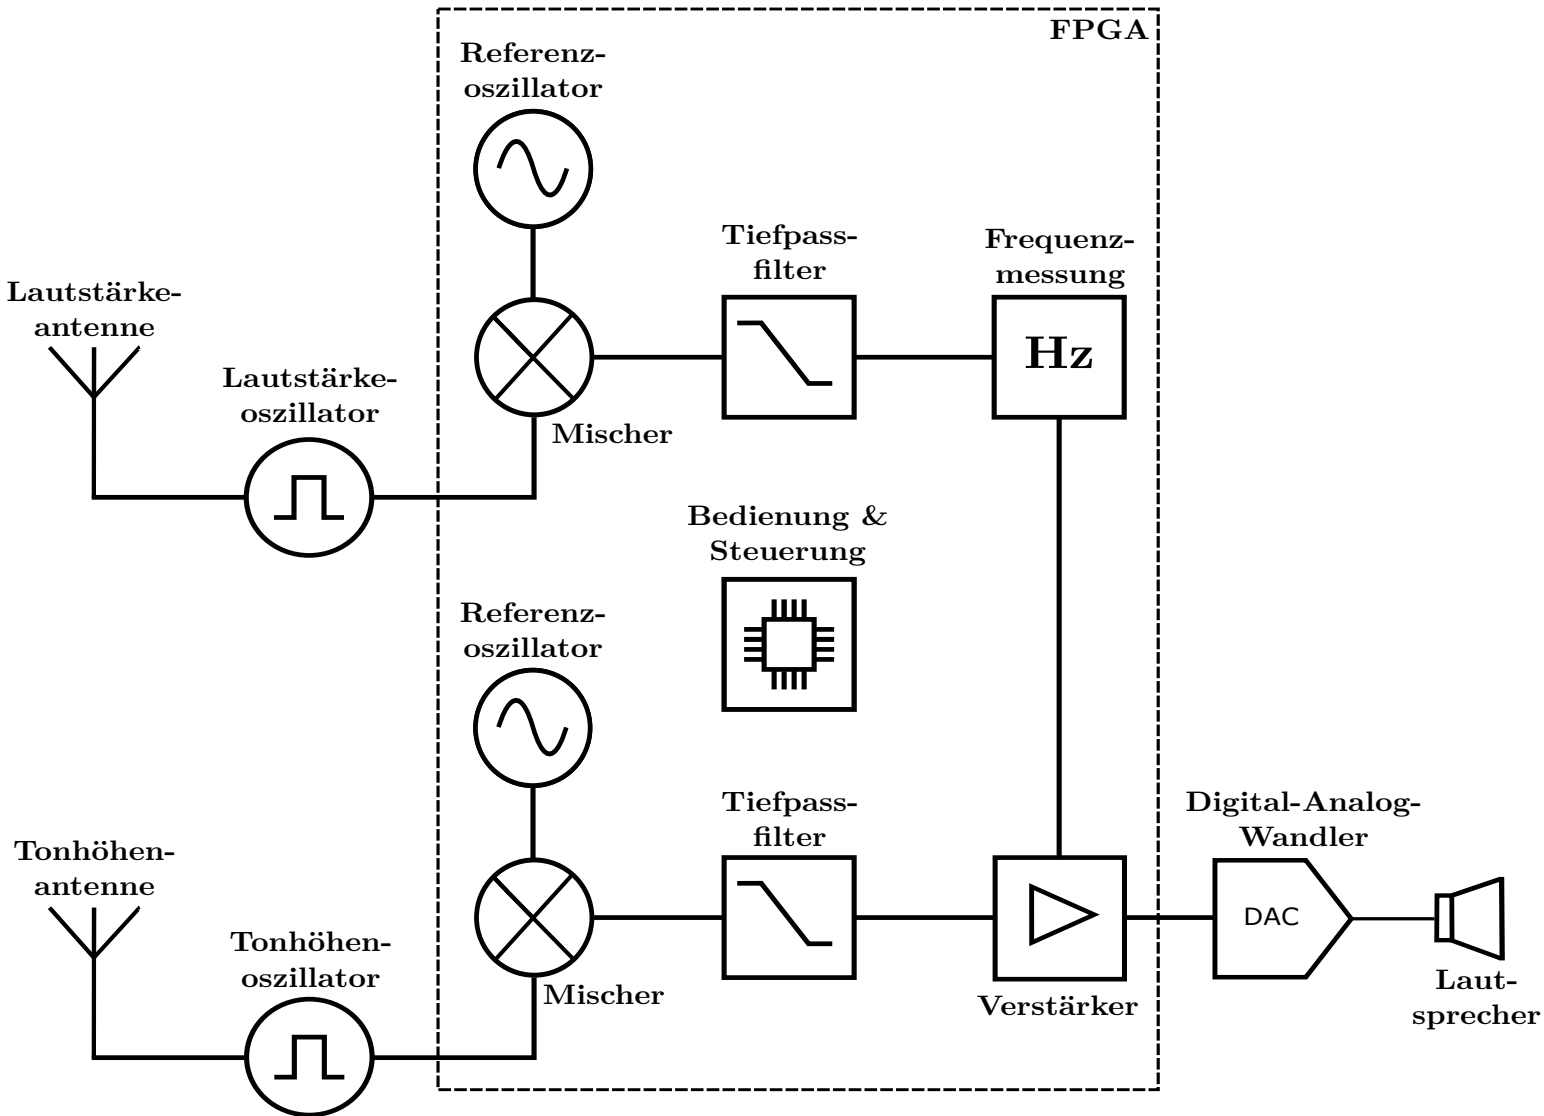 FPGA
Referenz-
oszillator
Tiefpass-
filter
Frequenz-
messung
Hz
Lautstärke-
antenne
Lautstärke-
oszillator
Mischer
Bedienung &
Steuerung
Referenz-
oszillator
Tiefpass-
filter
Digital-Analog-
Wandler
DAC
Tonhöhen-
antenne
Tonhöhen-
oszillator
Mischer
Verstärker
Laut-
sprecher